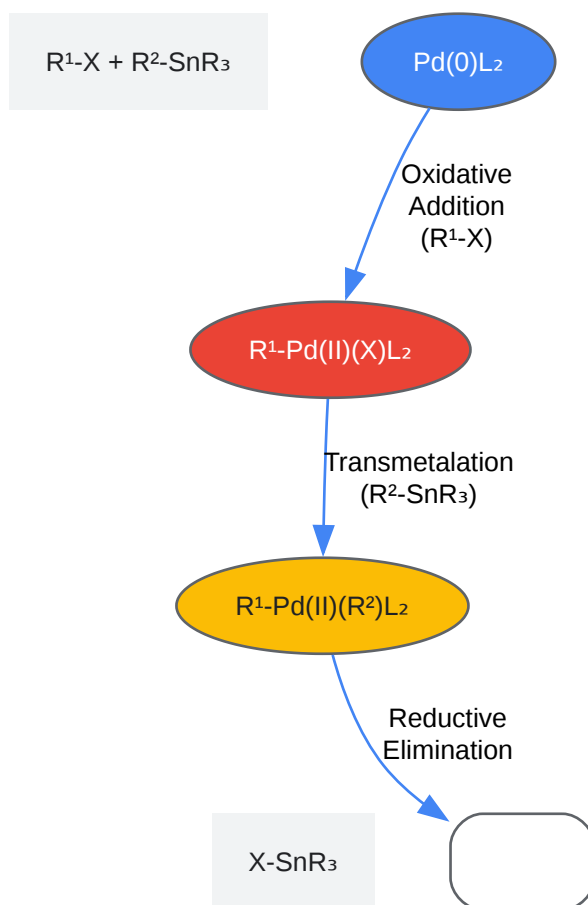 R¹-X + R²-SnR₃
Pd(0)L₂
Oxidative
Addition
(R¹-X)
R¹-Pd(II)(X)L₂
Transmetalation
(R²-SnR₃)
R¹-Pd(II)(R²)L₂
Reductive
Elimination
X-SnR₃